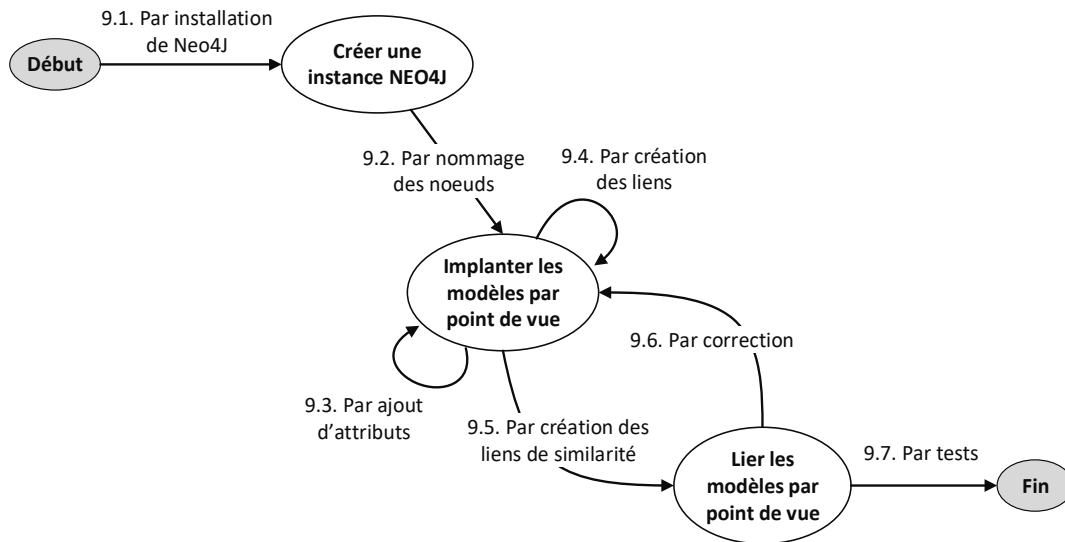 9.1. Par installation
de Neo4J
Début
Créer une
instance NEO4J
9.2. Par nommage
des noeuds
9.4. Par création
des liens
Implanter les
modèles par
point de vue
9.6. Par correction
9.3. Par ajout
d'attributs
9.5. Par création des
liens de similarité
Lier les
modèles par
point de vue
9.7. Par tests
Fin